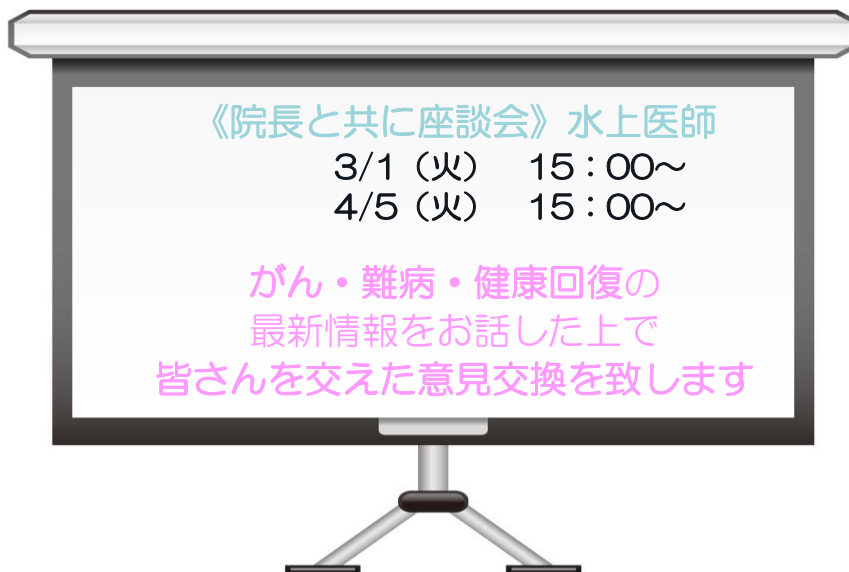 《院長と共に座談会》水上医師
3/1（火）　15：00～
4/5（火）　15：00～
がん・難病・健康回復の
最新情報をお話した上で
皆さんを交えた意見交換を致します